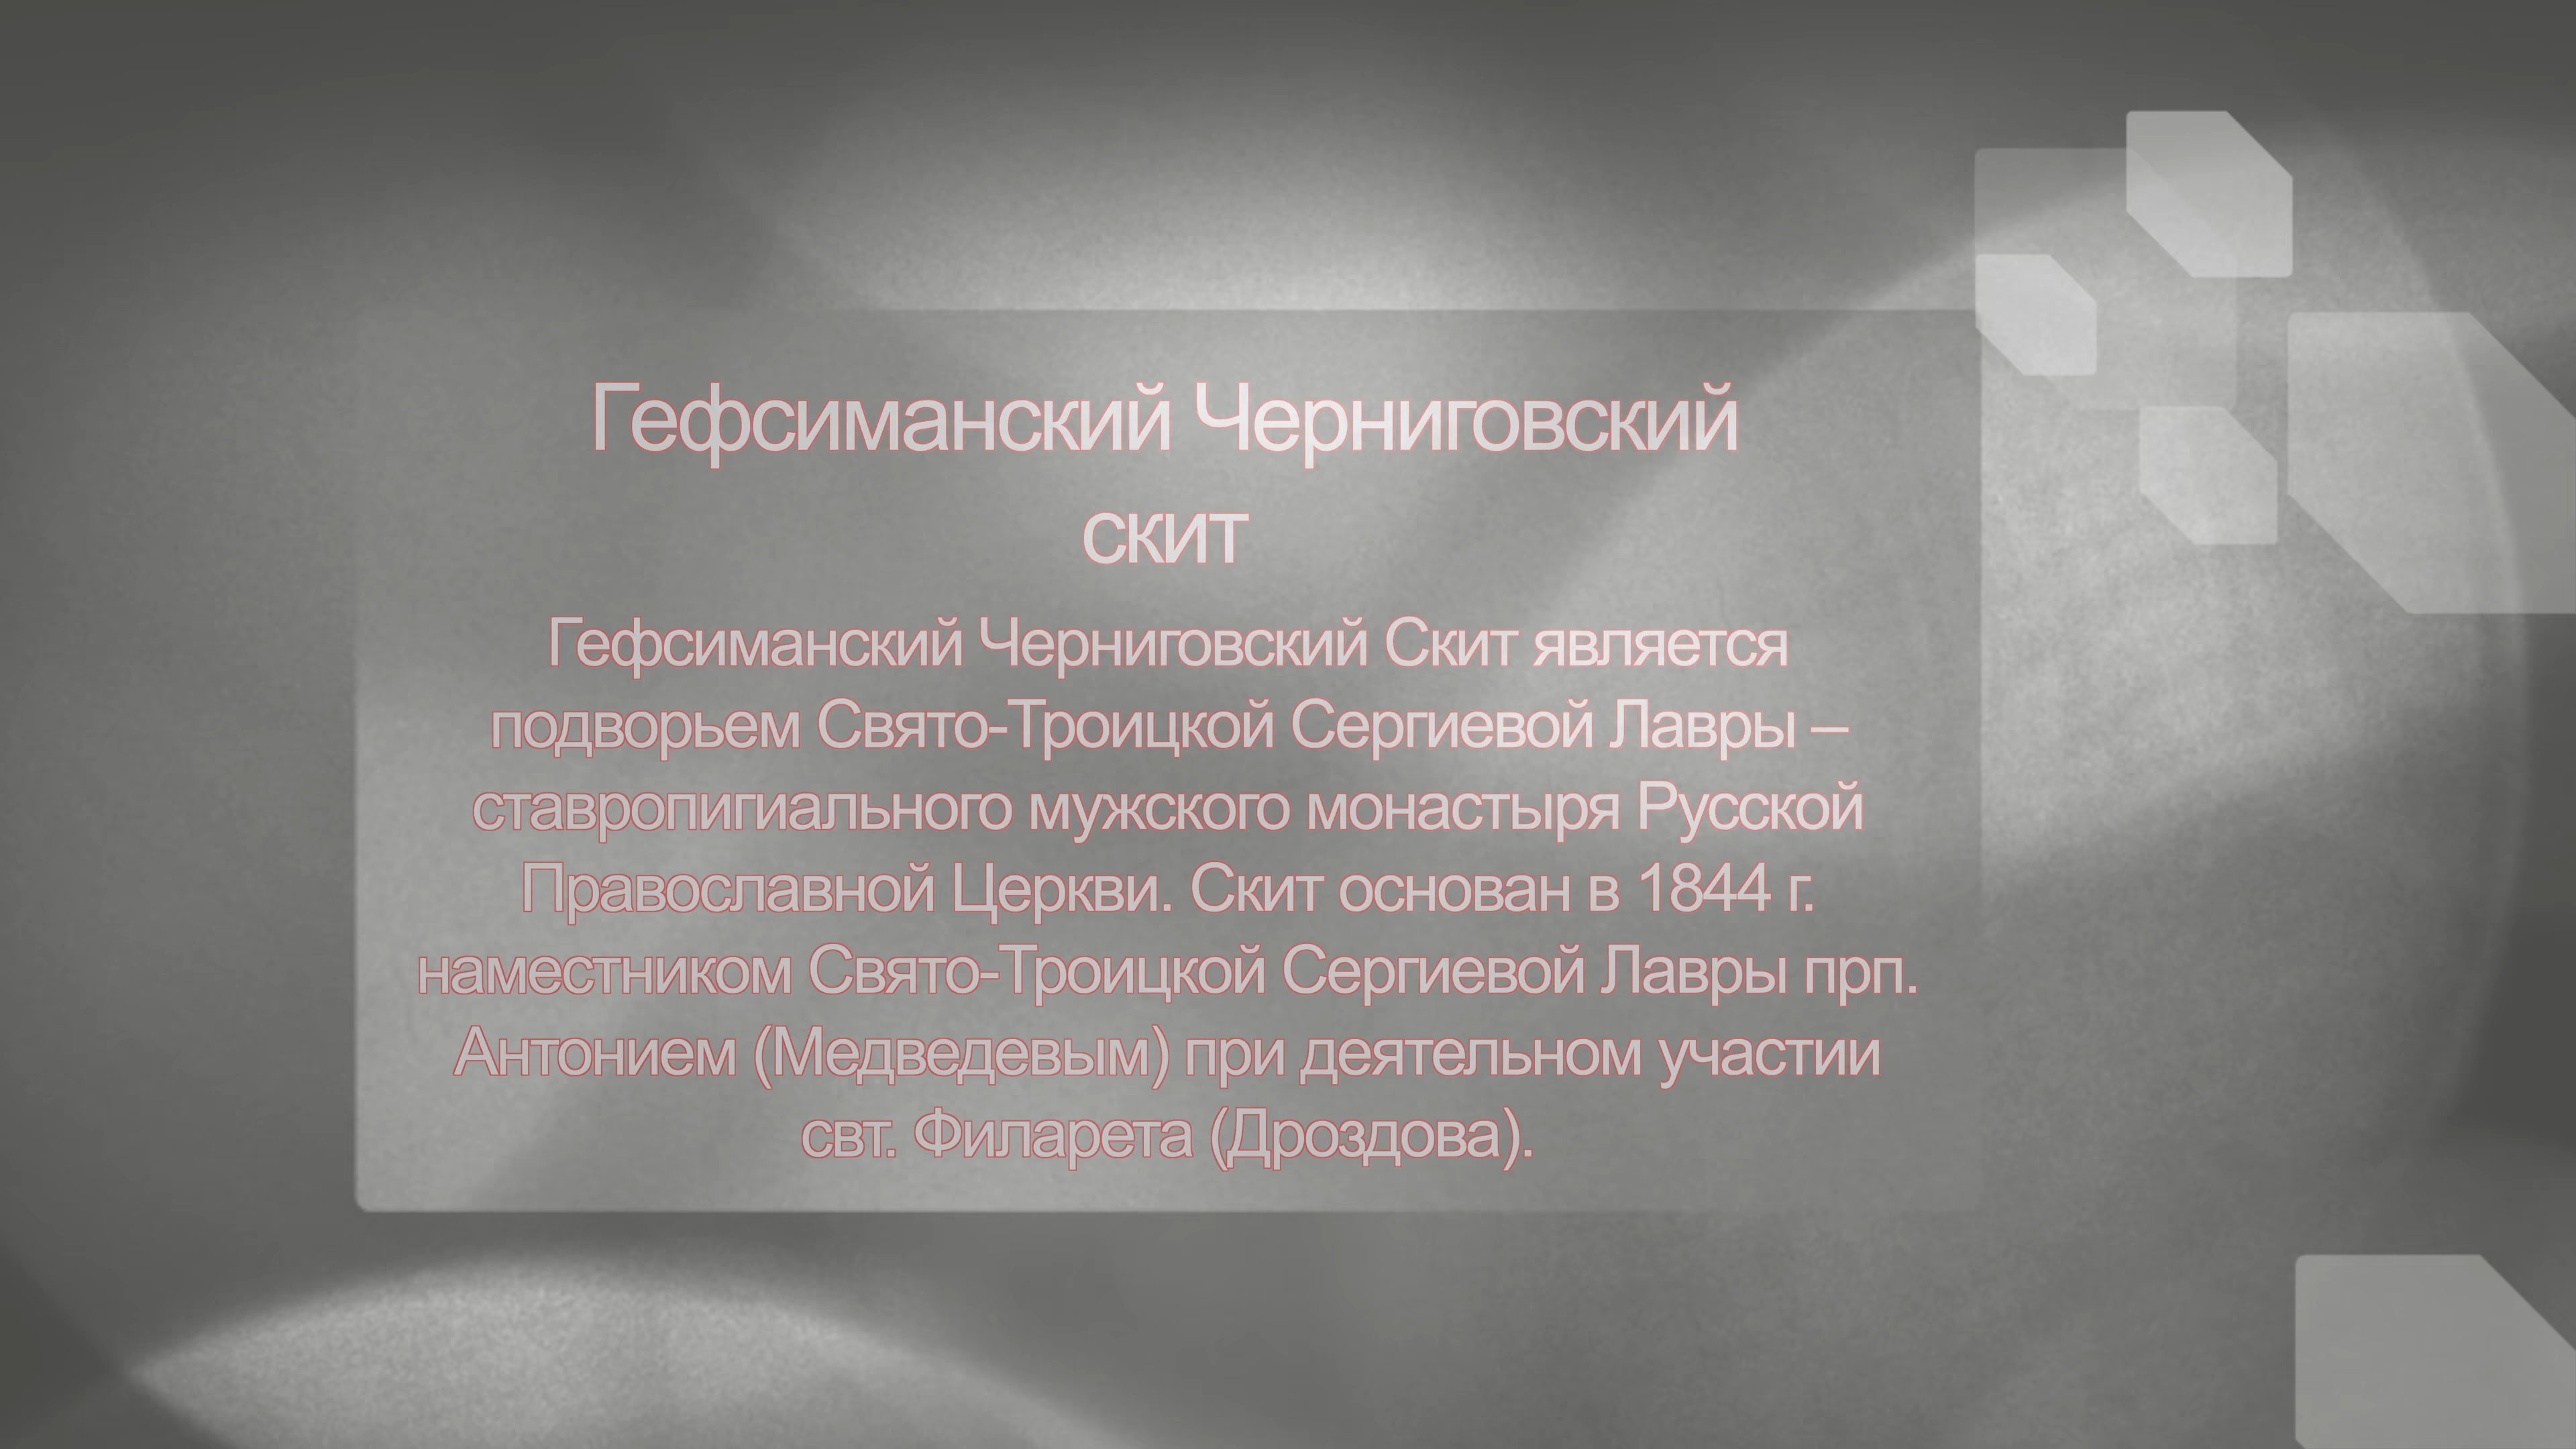 Гефсиманский Черниговский
скит
Гефсиманский Черниговский Скит является
подворьем Свято-Троицкой Сергиевой Лавры –
ставропигиального мужского монастыря Русской
Православной Церкви. Скит основан в 1844 г.
наместником Свято-Троицкой Сергиевой Лавры прп.
Антонием (Медведевым) при деятельном участии
свт. Филарета (Дроздова).